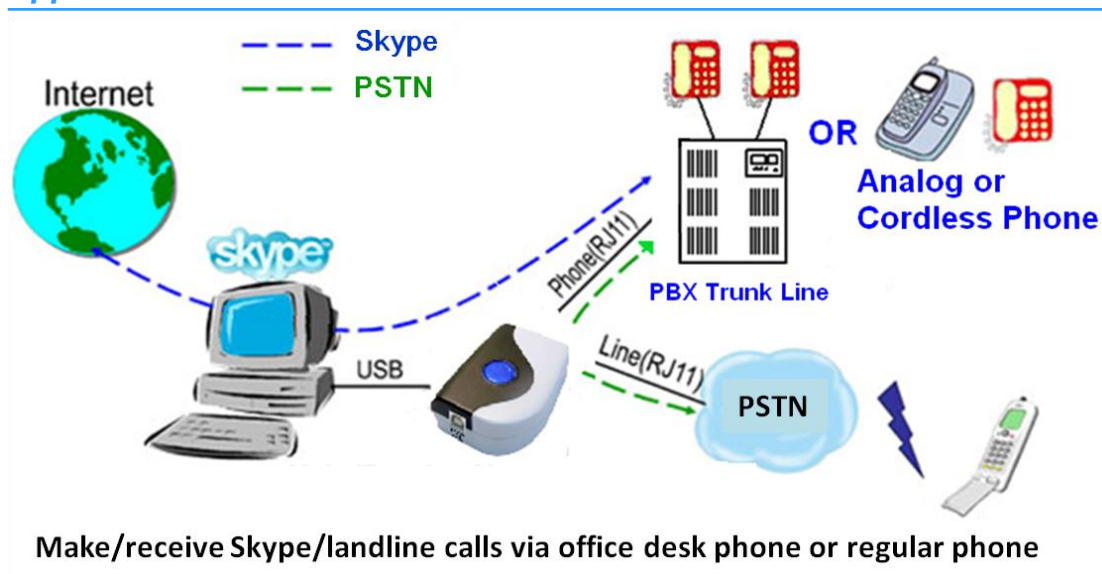 Skype
PSTN
Internet
skype
USB
Phone(RJ11)
Line(RJ11)
PBX Trunk Line
OR
Analog or
Cordless Phone
PSTN
Make/receive Skype/landline calls via office desk phone or regular phone